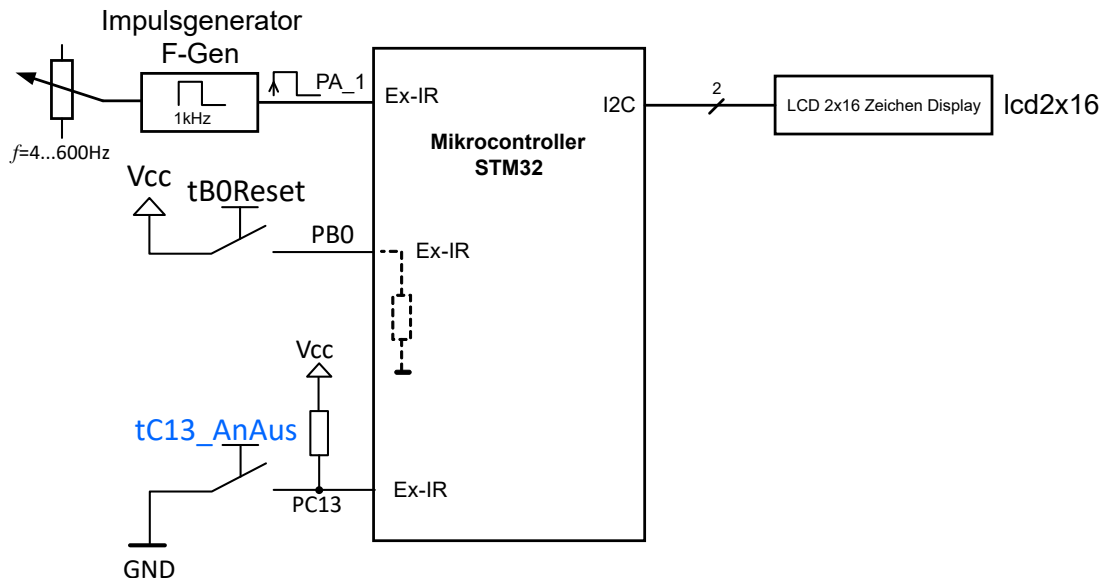 Impulsgenerator
F-Gen
1kHz
f=4...600Hz
PA_1
Ex-IR
Mikrocontroller
STM32
I2C
2
LCD 2x16 Zeichen Display
lcd2x16
Vcc
tB0Reset
PB0
Ex-IR
Vcc
tC13_AnAus
PC13
Ex-IR
GND